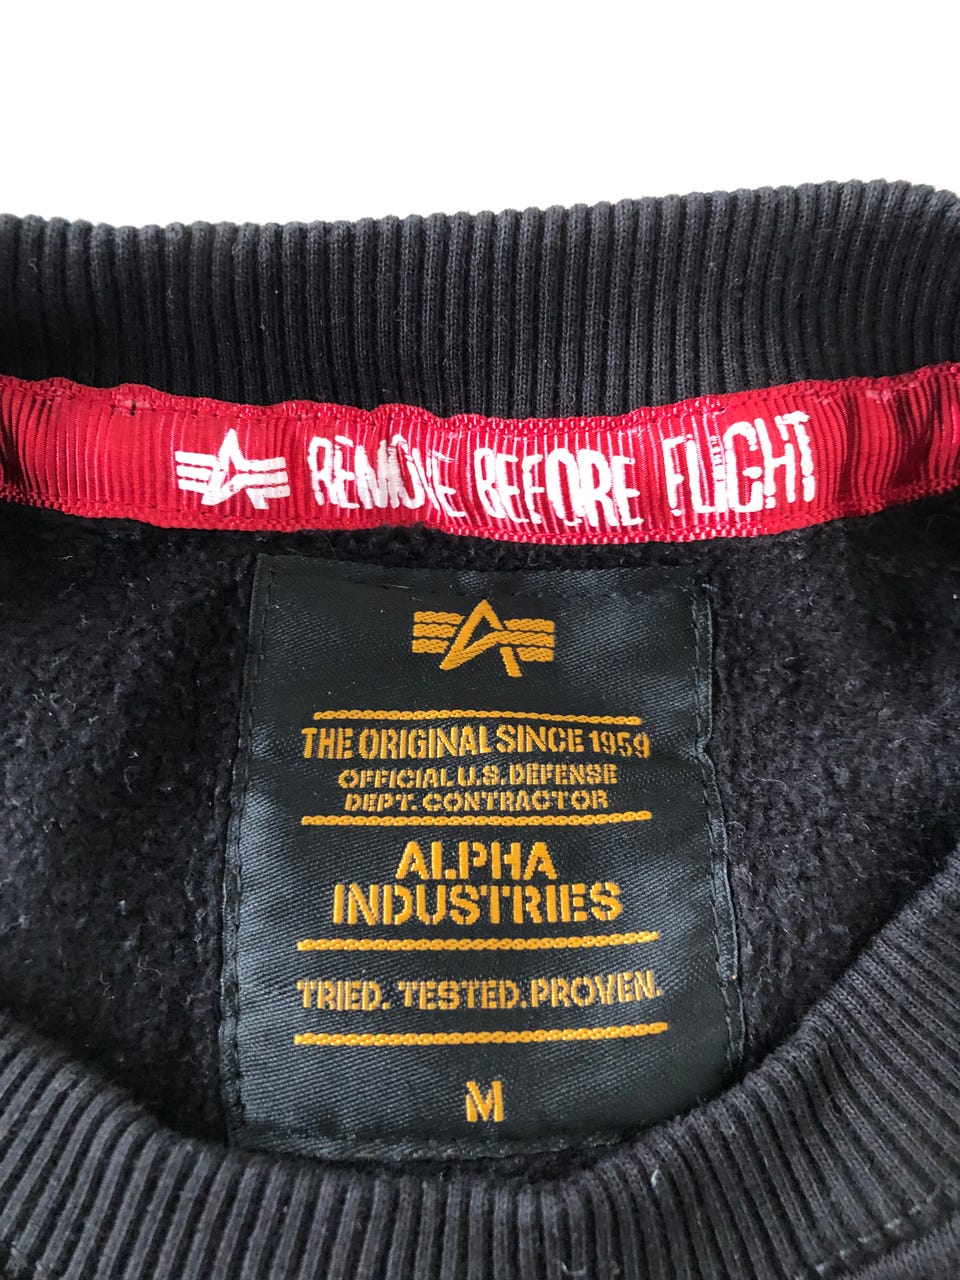 REMOVE BEFORE FLIGHT
THE ORIGINAL SINCE 1959
OFFICIAL U.S. DEFENSE
DEPT. CONTRACTOR
ALPHA
INDUSTRIES
TRIED. TESTED. PROVEN.
M